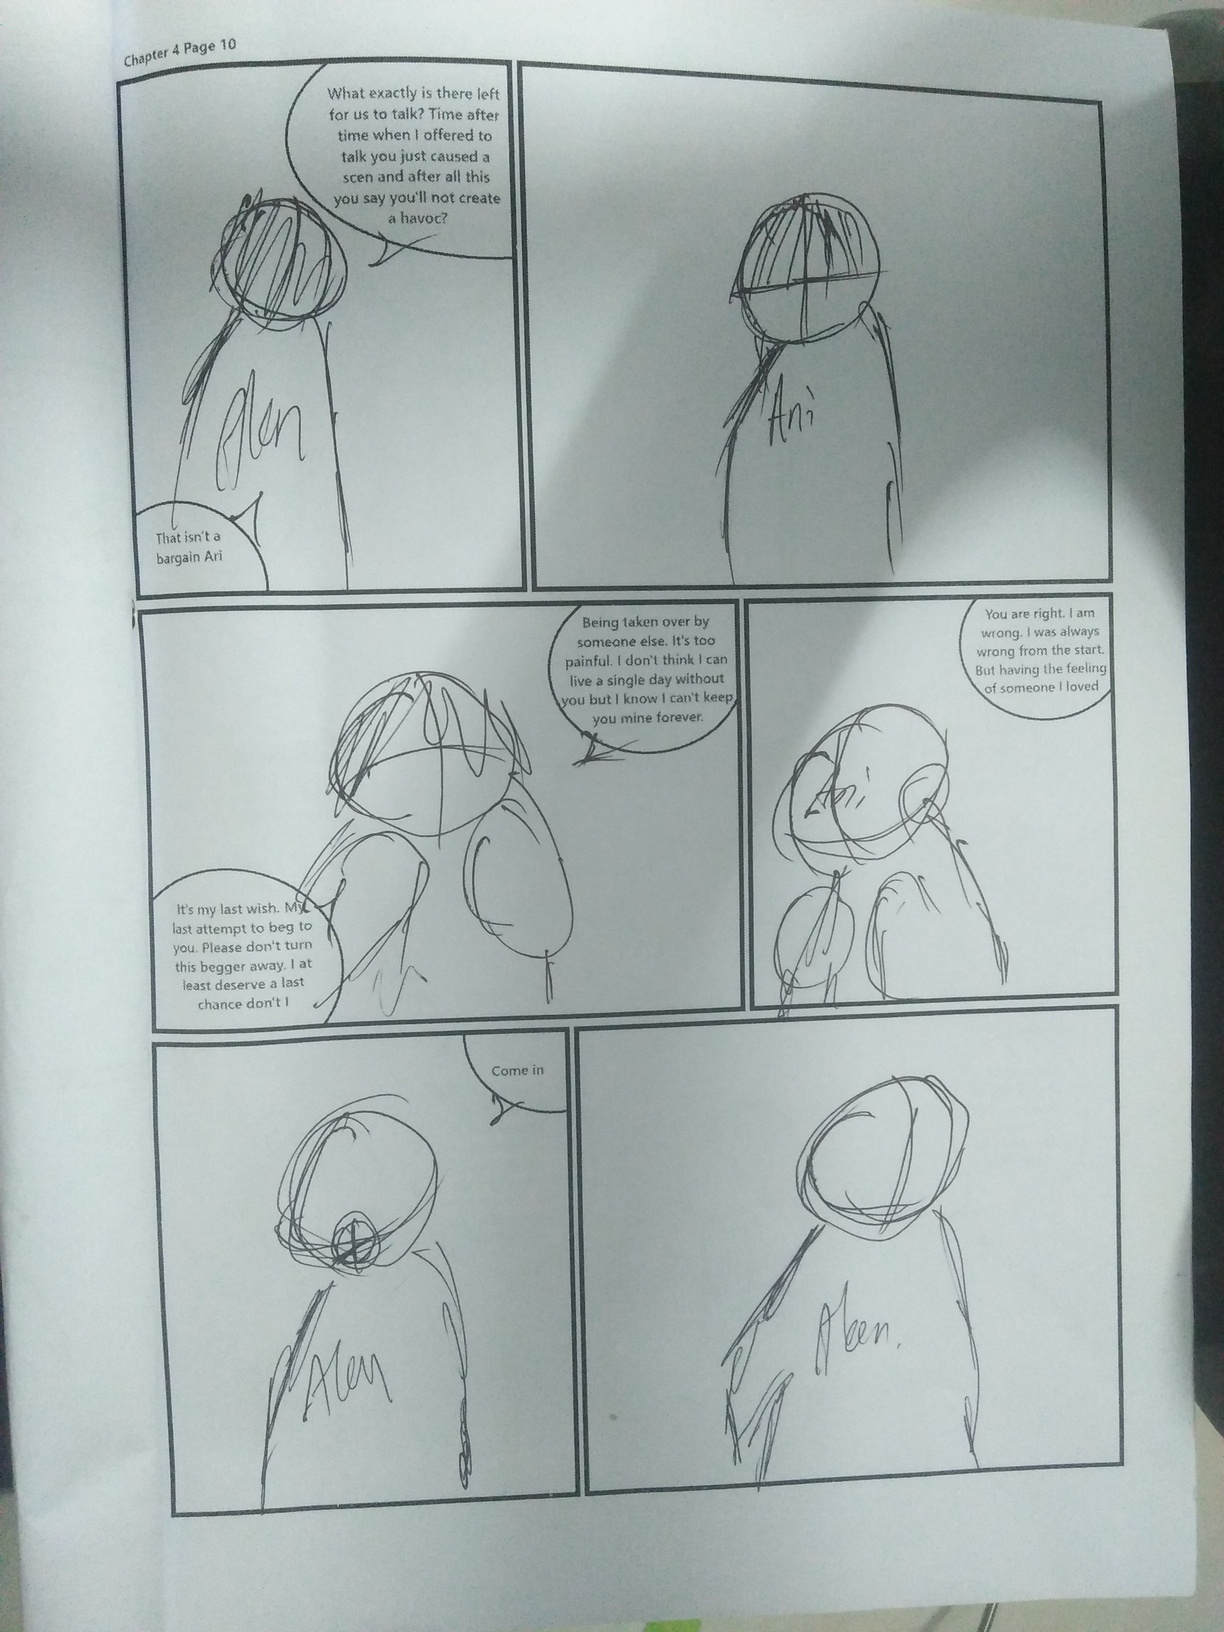 Chapter 4 Page 10
What exactly is there left
for us to talk? Time after
time when I offered to
talk you just caused a
scen and after all this
you say you'll not create
a havoc?
Alen
That isn't a
bargain Ari
Ari
Being taken over by
someone else. It's too
painful. I don't think I can
live a single day without
you but I know I can't keep
you mine forever.
It's my last wish. My
last attempt to beg to
you. Please don't turn
this begger away. I at
least deserve a last
chance don't I
You are right. I am
wrong. I was always
wrong from the start.
But having the feeling
of someone I loved
Ari
Come in
Alen
Alen.